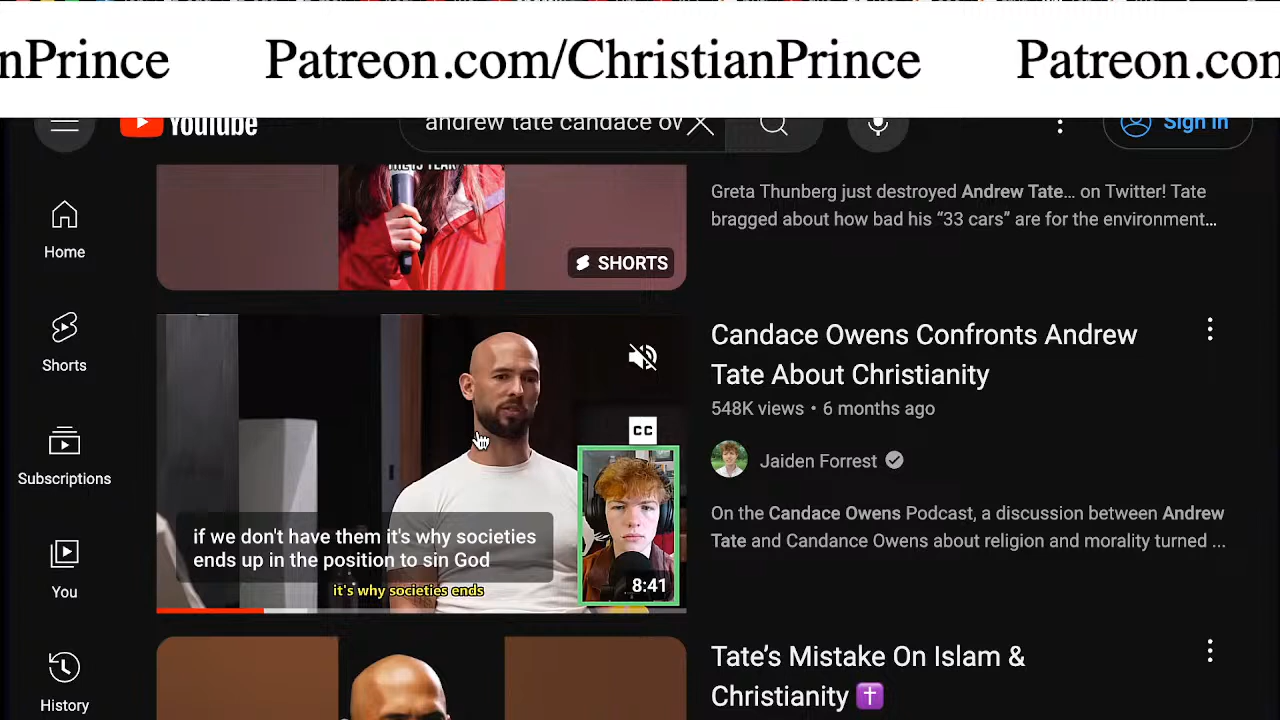 nPrince Patreon.com/ChristianPrince Patreon.con
YouTube
andrew tate candace ov
Sign in
Home
Shorts
Subscriptions
You
History
SHORTS
Greta Thunberg just destroyed Andrew Tate… on Twitter! Tate
bragged about how bad his “33 cars” are for the environment…
CC
if we don't have them it's why societies
ends up in the position to sin God
it's why societies ends
8:41
Candace Owens Confronts Andrew
Tate About Christianity
548K views • 6 months ago
Jaiden Forrest
On the Candace Owens Podcast, a discussion between Andrew
Tate and Candance Owens about religion and morality turned ...
Tate’s Mistake On Islam &
Christianity